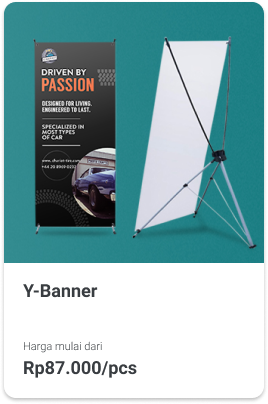 DRIVEN BY
PASSION
DESIGNED FOR LIVING.
ENGINEERED TO LAST.
SPECIALIZED IN
MOST TYPES
OF CAR
Y-Banner
Harga mulai dari
Rp87.000/pcs